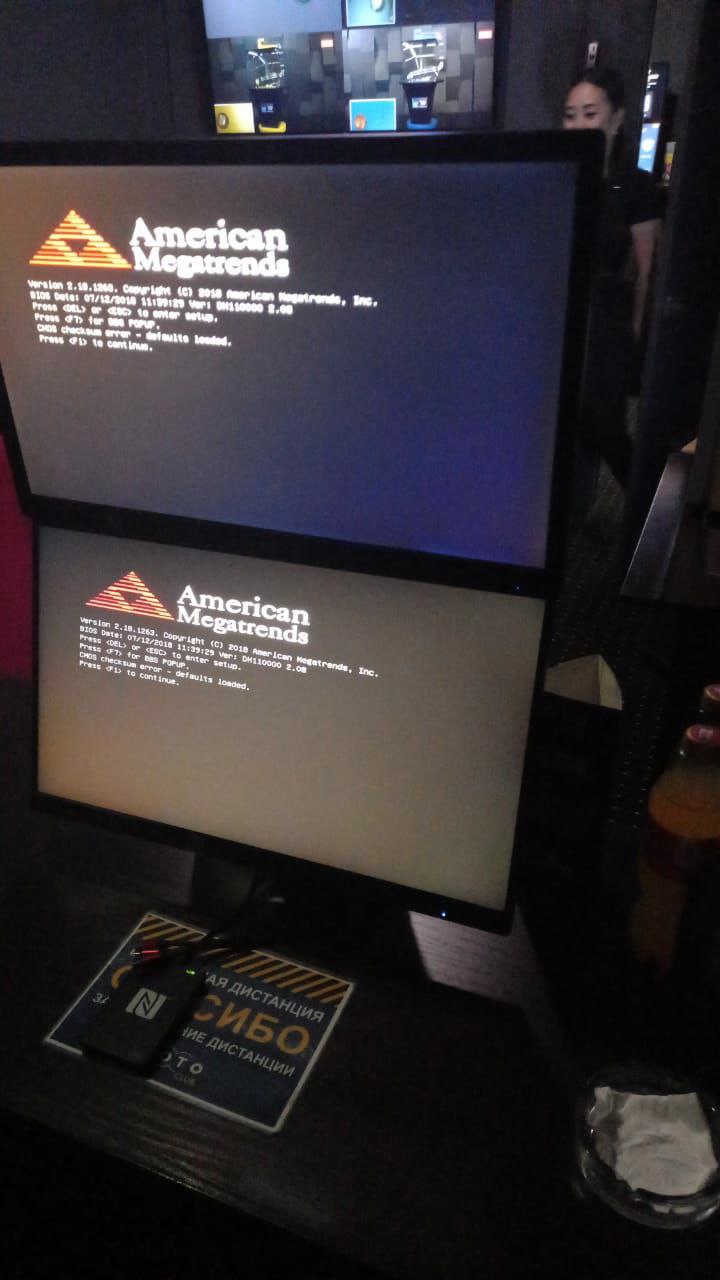 American
Megatrends
Version 2.18.1263. Copyright (C) 2018 American Megatrends, Inc.
BIOS Date: 07/12/2018 11:39:29 Ver: DH110000 2.08
Press <DEL> or <ESC> to enter setup.
Press <F7> for BBS POPUP.
CMOS checksum error - defaults loaded.
Press <F1> to continue.
American
Megatrends
Version 2.18.1263. Copyright (C) 2018 American Megatrends, Inc.
BIOS Date: 07/12/2018 11:39:29 Ver: DH110000 2.08
Press <DEL> or <ESC> to enter setup.
Press <F7> for BBS POPUP.
CMOS checksum error - defaults loaded.
Press <F1> to continue.
ДИСТАНЦИЯ
ДИСТАНЦИИ
CLUB